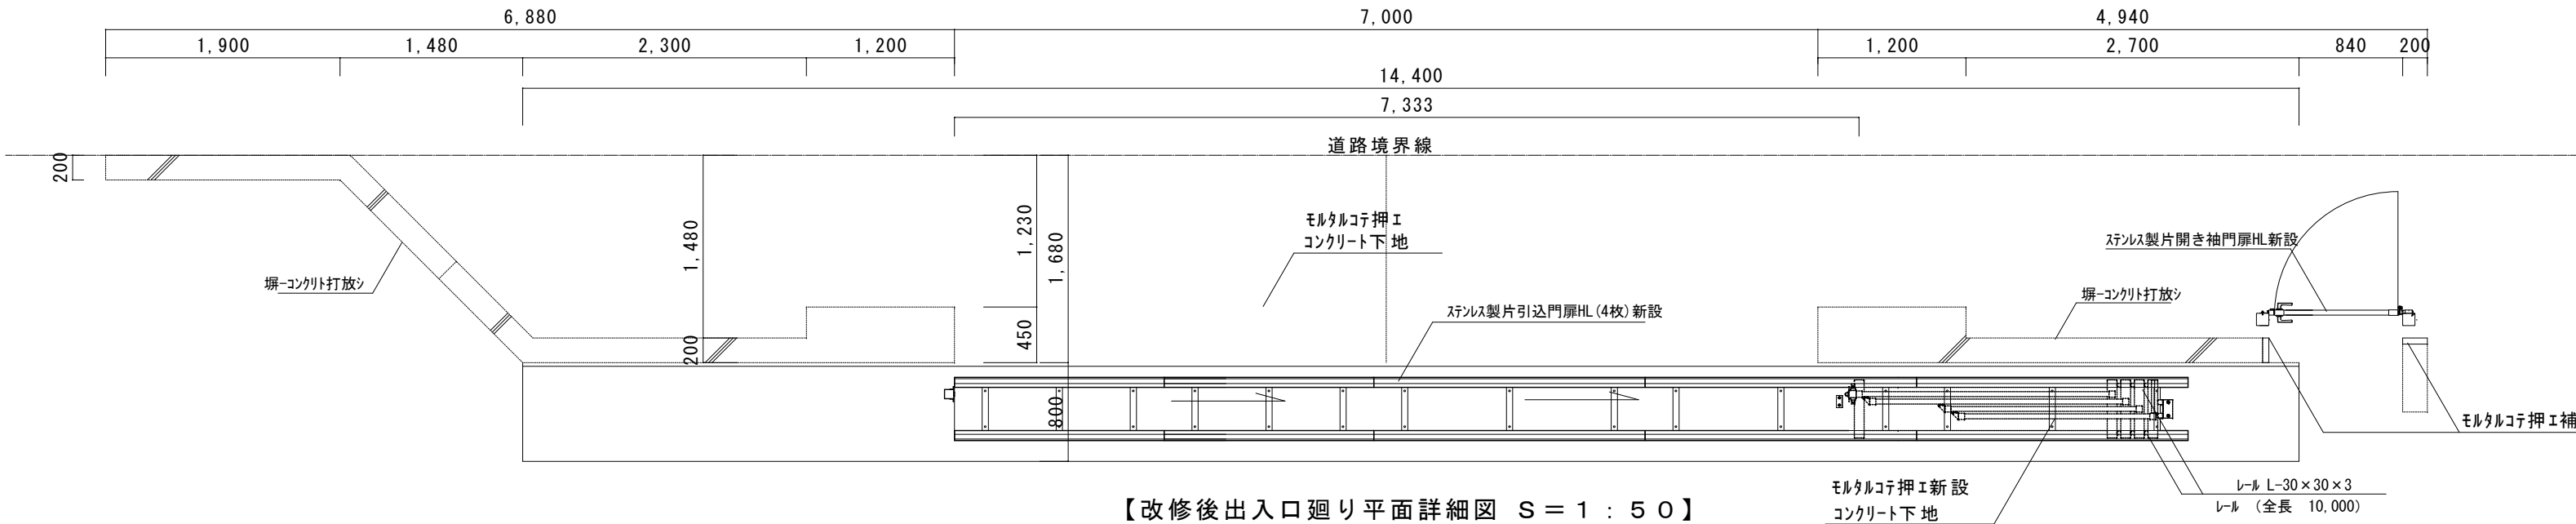 6,880
7,000
4,940
1,900
1,480
2,300
1,200
1,200
2,700
840
200
14,400
7,333
道路境界線
200
1,480
1,230
1,680
モルタルコテ押エ
コンクリート下地
ステンレス製片開き袖門扉HL新設
塀-コンクリト打放シ
塀-コンクリト打放シ
ステンレス製片引込門扉HL(4枚)新設
200
450
800
モルタルコテ押エ補
【改修後出入口廻り平面詳細図 S=1:50】
モルタルコテ押エ新設
コンクリート下地
レール L-30×30×3
レール (全長 10,000)